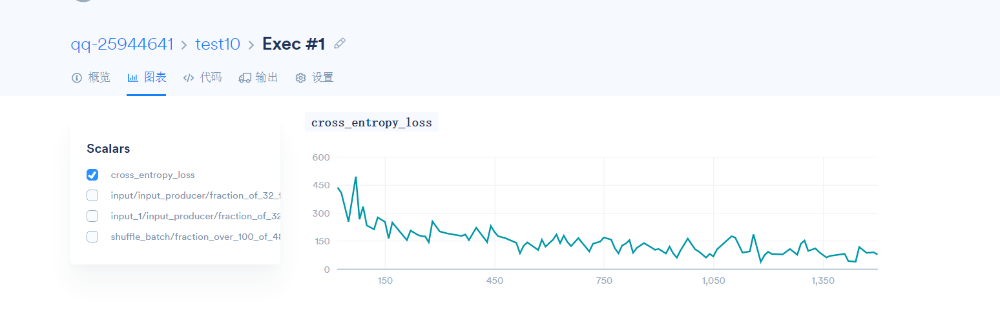 qq-25944641 > test10 > Exec #1
概览 图表 代码 输出 设置
cross_entropy_loss
Scalars
cross_entropy_loss
input/input_producer/fraction_of_32_f
input_1/input_producer/fraction_of_32
shuffle_batch/fraction_over_100_of_48
600
450
300
150
0
150 450 750 1,050 1,350